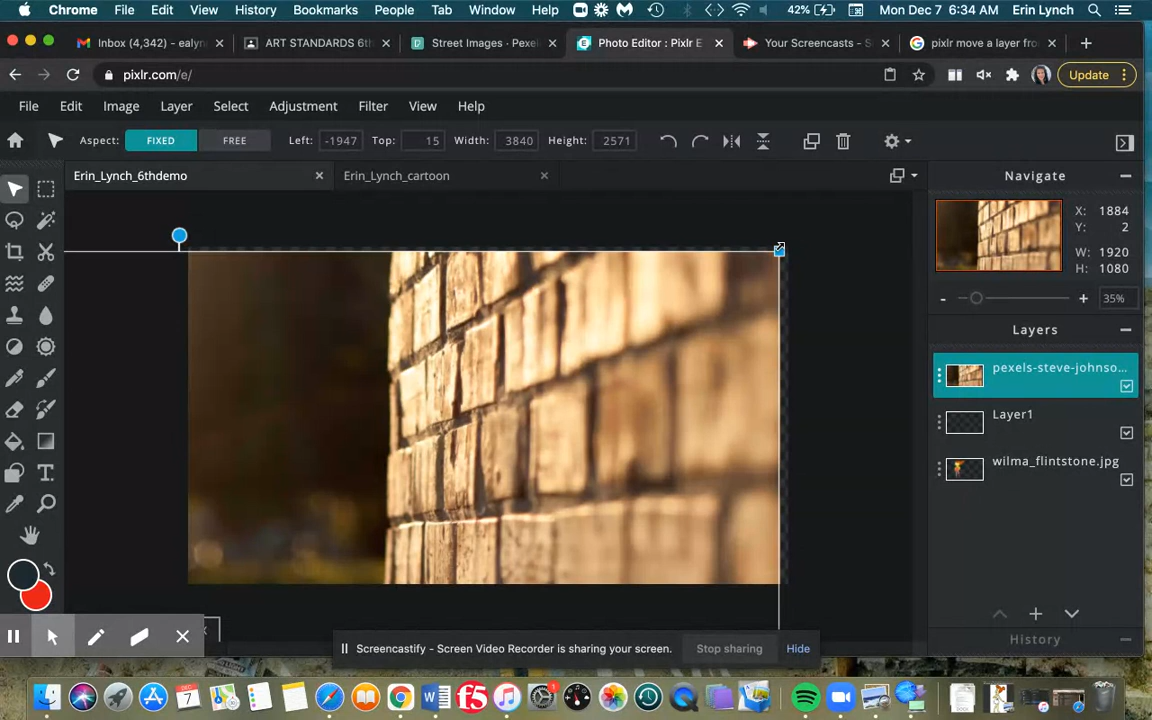 Chrome File Edit View History Bookmarks People Tab Window Help 42% Mon Dec 7 6:34 AM Erin Lynch
Inbox (4,342) - ealyn
ART STANDARDS 6th
Street Images · Pexel
Photo Editor : Pixlr E
Your Screencasts - S
pixlr move a layer fro
pixlr.com/e/
Update
File Edit Image Layer Select Adjustment Filter View Help
Aspect: FIXED FREE Left: -1947 Top: 15 Width: 3840 Height: 2571
Erin_Lynch_6thdemo
Erin_Lynch_cartoon
Navigate
X: 1884
Y: 2
W: 1920
H: 1080
35%
Layers
pexels-steve-johnso...
Layer1
wilma_flintstone.jpg
History
Screencastify - Screen Video Recorder is sharing your screen. Stop sharing Hide